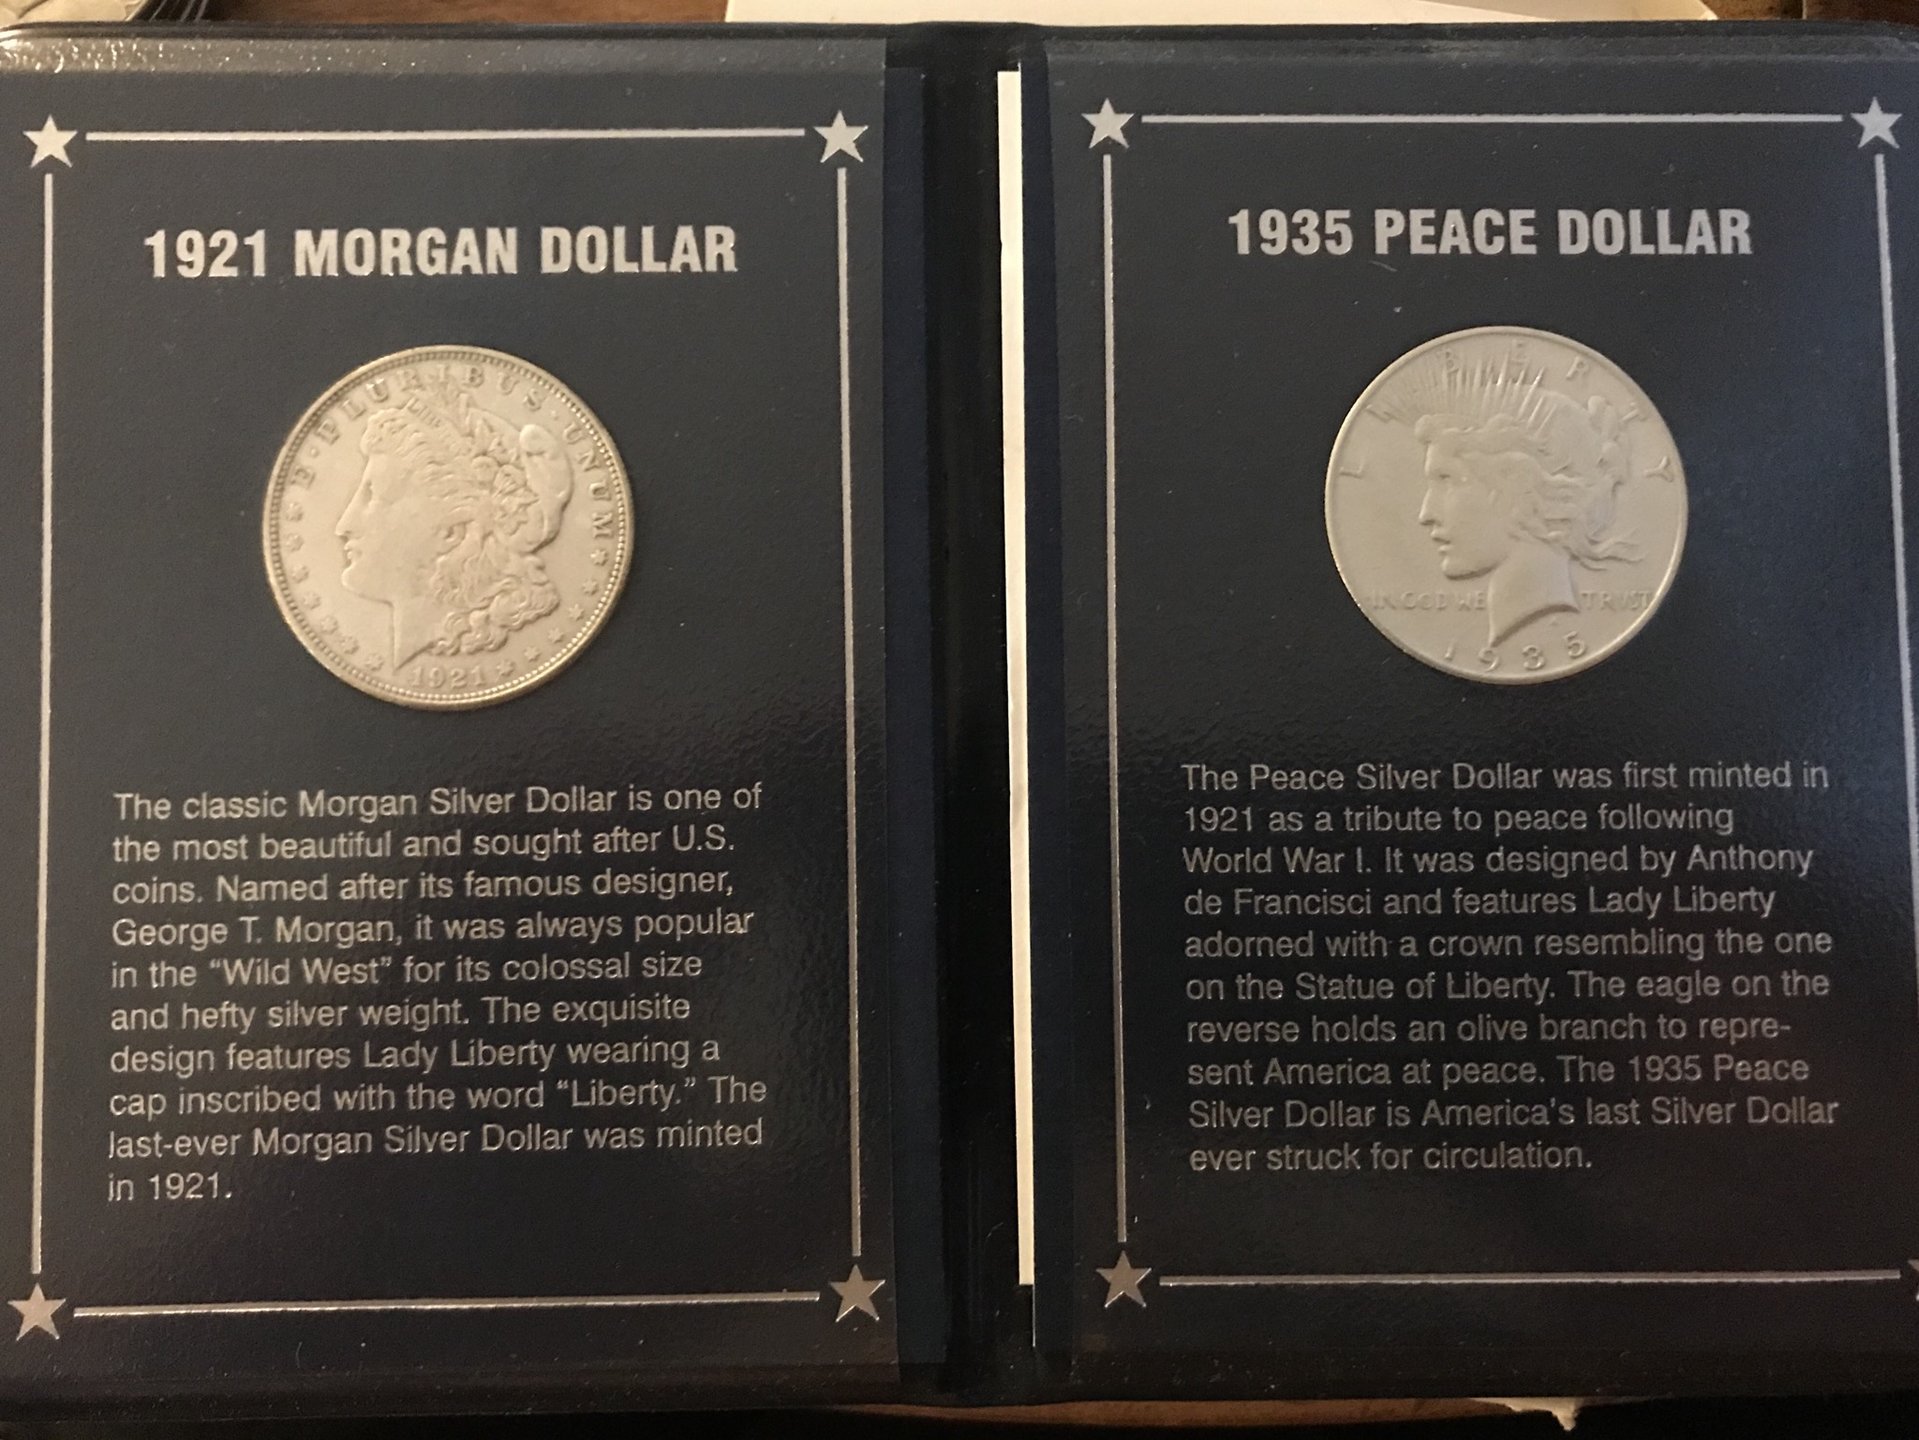 1921 MORGAN DOLLAR
E·PLURIBUS·UNUM
1921
The classic Morgan Silver Dollar is one of
the most beautiful and sought after U.S.
coins. Named after its famous designer,
George T. Morgan, it was always popular
in the “Wild West” for its colossal size
and hefty silver weight. The exquisite
design features Lady Liberty wearing a
cap inscribed with the word “Liberty.” The
last-ever Morgan Silver Dollar was minted
in 1921.
1935 PEACE DOLLAR
LIBERTY
IN GOD WE TRVST
1935
The Peace Silver Dollar was first minted in
1921 as a tribute to peace following
World War I. It was designed by Anthony
de Francisci and features Lady Liberty
adorned with a crown resembling the one
on the Statue of Liberty. The eagle on the
reverse holds an olive branch to repre-
sent America at peace. The 1935 Peace
Silver Dollar is America's last Silver Dollar
ever struck for circulation.